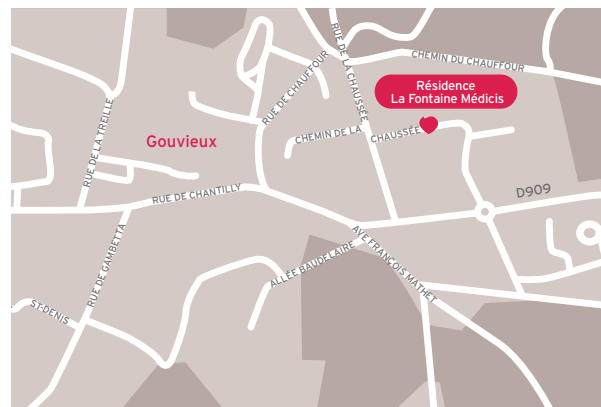 RUE DE LA CHAUSSÉE
CHEMIN DU CHAUFFOUR
Résidence
La Fontaine Médicis
RUE DE CHAUFFOUR
RUE DE LA TREILLE
Gouvieux
CHEMIN DE LA
CHAUSSÉE
RUE DE CHANTILLY
D909
RUE DE GAMBETTA
ALLÉE BAUDELAIRE
AVE FRANÇOIS MATHET
ST-DENIS